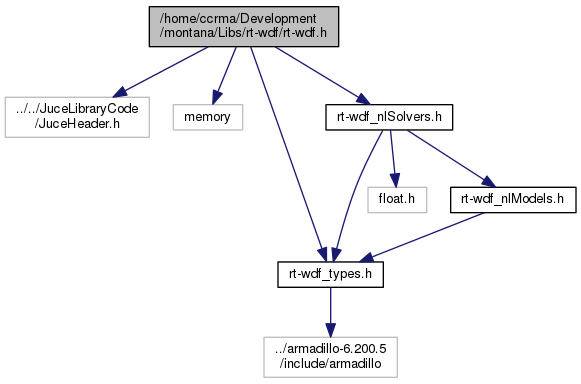 /home/ccrma/Development
/montana/Libs/rt-wdf/rt-wdf.h
../../JuceLibraryCode
/JuceHeader.h
memory
rt-wdf_nlSolvers.h
float.h
rt-wdf_nlModels.h
rt-wdf_types.h
../armadillo-6.200.5
/include/armadillo